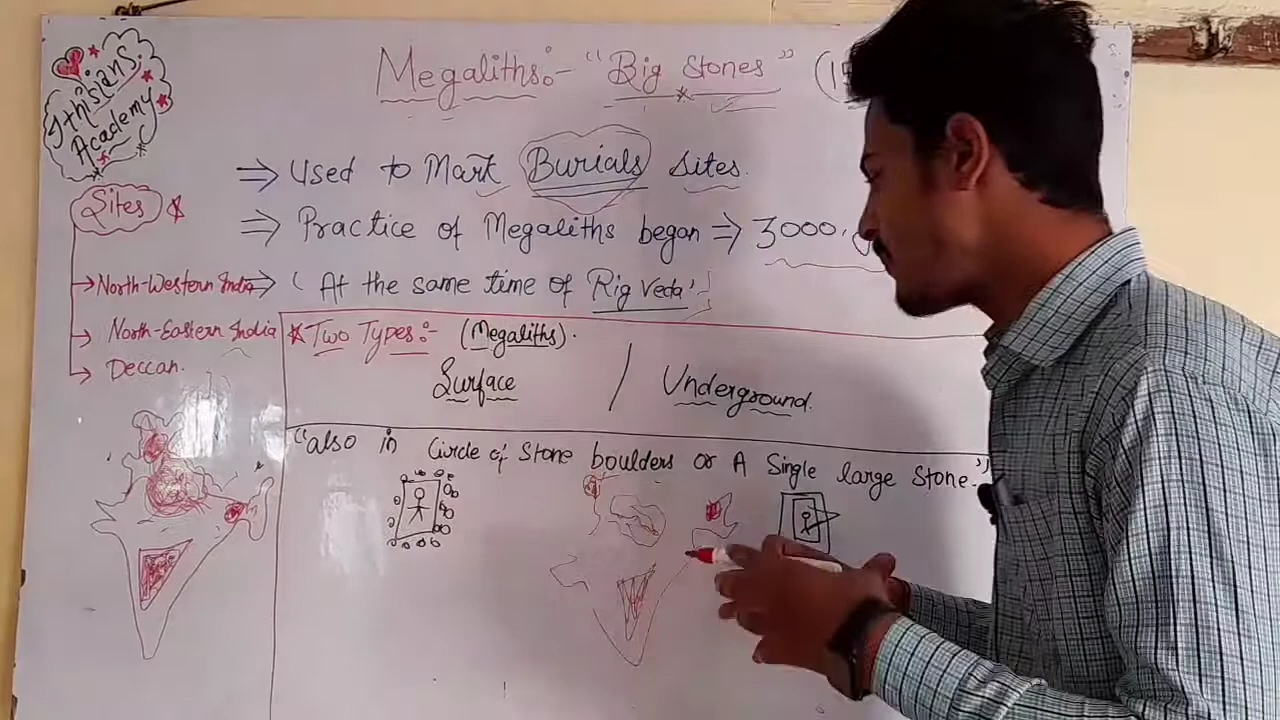 Megaliths:- "Big Stones" (15
Ithisians
Academy
⇒ Used to Mark Burials Sites.
Sites
⇒ Practice of Megaliths began ⇒ 3000.
→ North-Western India
⇒ ( At the same time of Rig Veda'
→ North-Eastern India
→ Deccan.
Two Types:- (Megaliths).
Surface / Underground.
"also in Circle of Stone boulders or A Single large Stone."